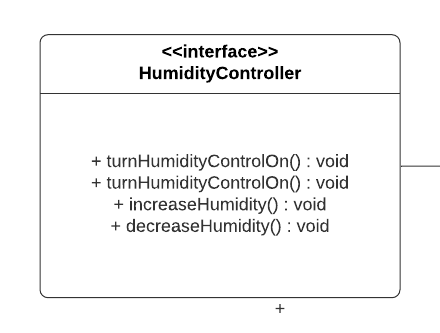 <<interface>>
HumidityController
+ turnHumidityControlOn() : void
+ turnHumidityControlOn() : void
+ increaseHumidity() : void
+ decreaseHumidity() : void
+